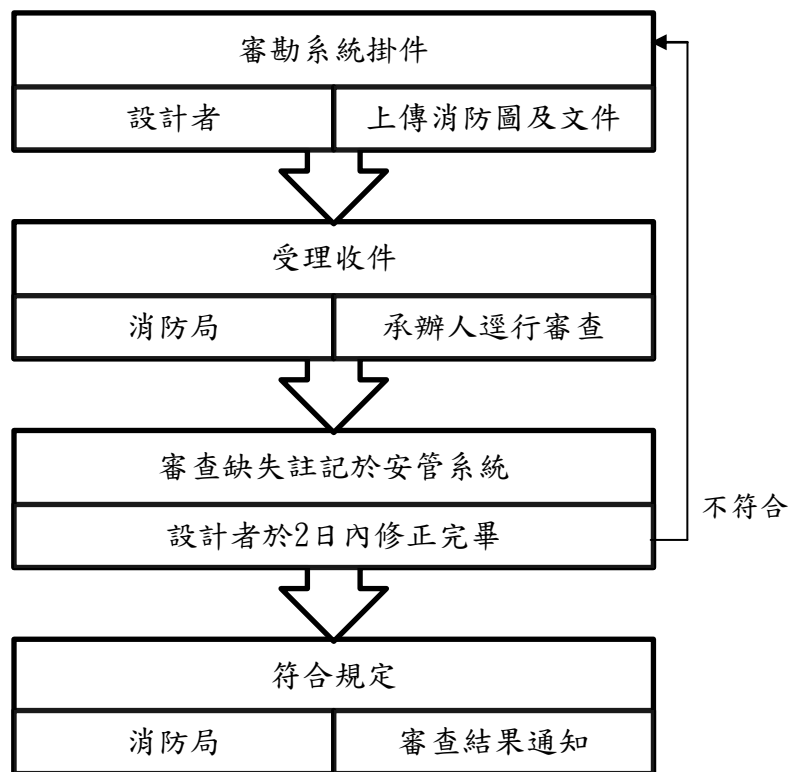 審勘系統掛件
設計者 上傳消防圖及文件
受理收件
消防局 承辦人逕行審查
審查缺失註記於安管系統
設計者於2日內修正完畢
不符合
符合規定
消防局 審查結果通知